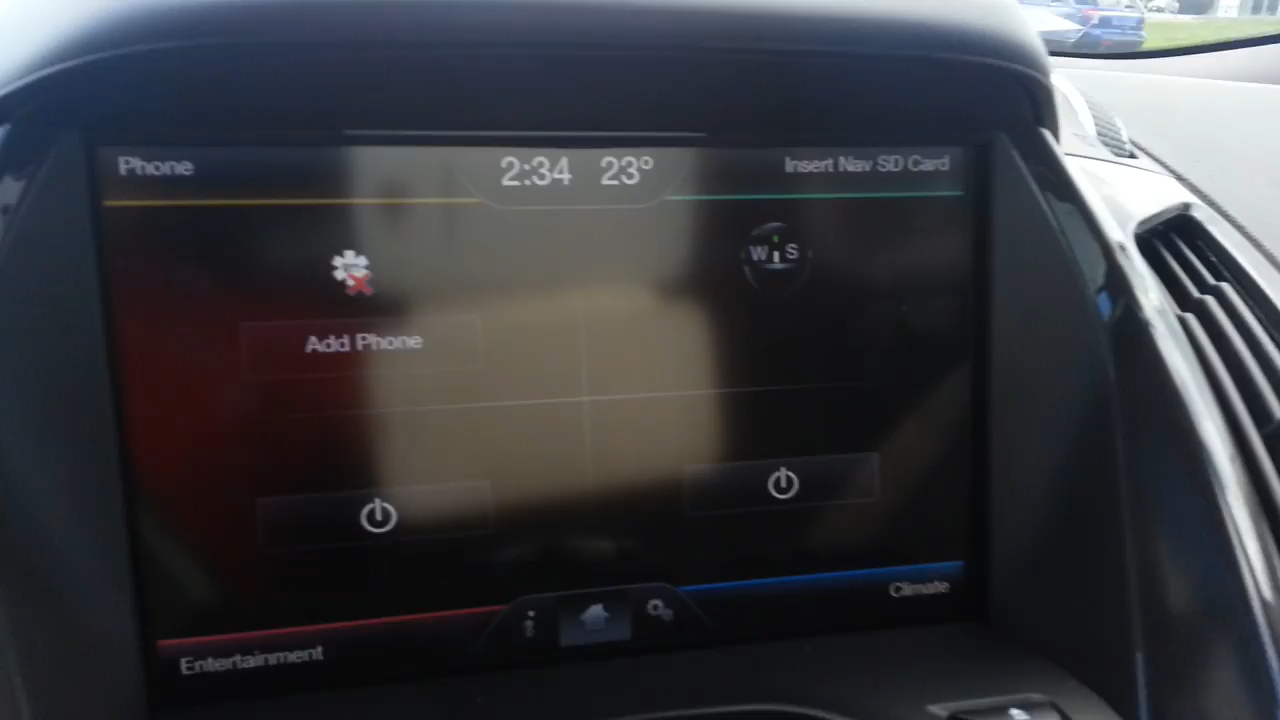 Phone
2:34 23°
Insert Nav SD Card
W S
Add Phone
i
Climate
Entertainment